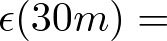 ϵ(30m) =